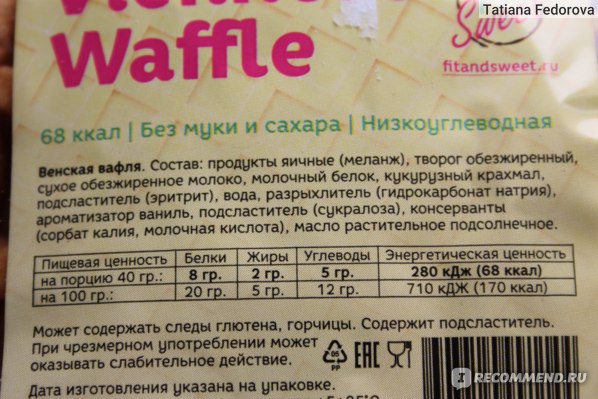 Tatiana Fedorova
Waffle
fitandsweet.ru
68 ккал | Без муки и сахара | Низкоуглеводная
Венская вафля. Состав: продукты яичные (меланж), творог обезжиренный,
сухое обезжиренное молоко, молочный белок, кукурузный крахмал,
подсластитель (эритрит), вода, разрыхлитель (гидрокарбонат натрия),
ароматизатор ваниль, подсластитель (сукралоза), консерванты
(сорбат калия, молочная кислота), масло растительное подсолнечное.
Пищевая ценность Белки Жиры Углеводы Энергетическая ценность
на порцию 40 гр.: 8 гр. 2 гр. 5 гр. 280 кДж (68 ккал)
на 100 гр.: 20 гр. 5 гр. 12 гр. 710 кДж (170 ккал)
Может содержать следы глютена, горчицы. Содержит подсластитель.
При чрезмерном употреблении может
оказывать слабительное действие.
05
PP
EAC
Дата изготовления указана на упаковке.
IRECOMMEND.RU